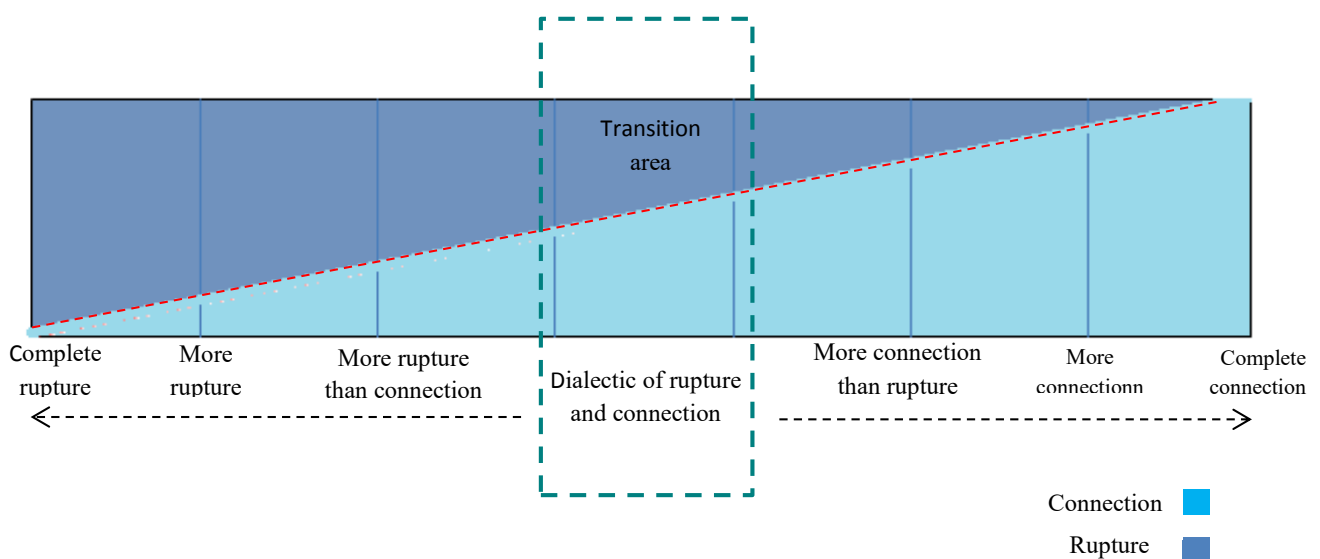 Transition
area
Complete
rupture
More
rupture
More rupture
than connection
Dialectic of rupture
and connection
More connection
than rupture
More
connectionn
Complete
connection
Connection
Rupture